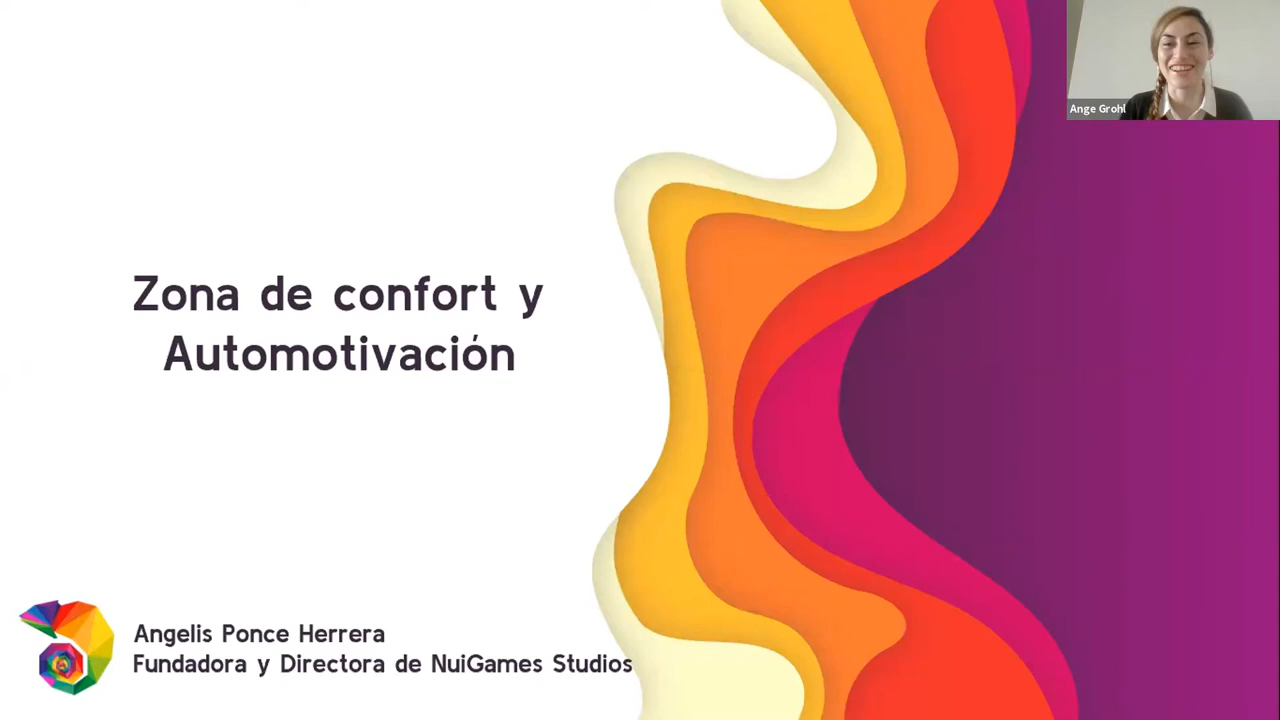 Ange Grohl
Zona de confort y
Automotivación
Angelis Ponce Herrera
Fundadora y Directora de NuiGames Studios